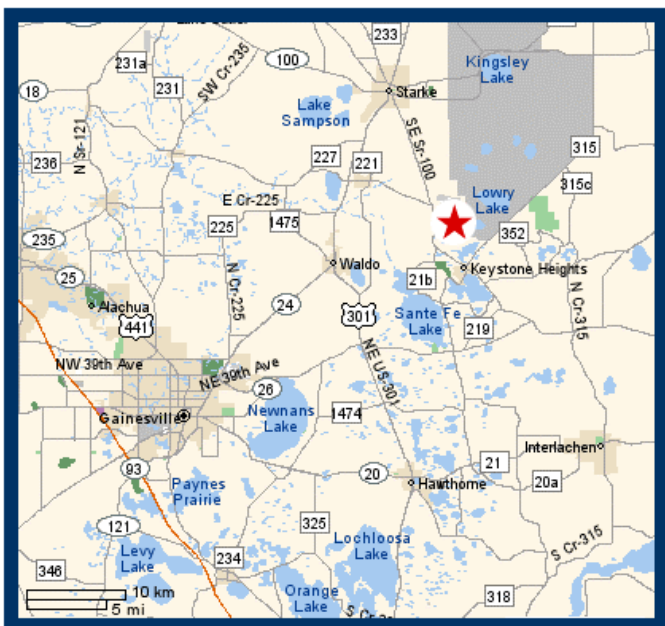 233
Kingsley
Lake
231a
100
SW Cr-235
231
18
Starke
Lake
Sampson
N Sr-121
SE Sr-100
315
236
227
221
315c
Lowry
Lake
E Cr-225
225
1475
352
235
Waldo
Keystone Heights
25
21b
N Cr-225
24
Alachua
441
301
Sante Fe
Lake
219
N Cr-315
NW 39th Ave
NE 39th Ave
NE US-301
26
Newnans
Lake
1474
Gainesville
Interlachen
93
20
21
Hawthorne
20a
Paynes
Prairie
121
325
Lochloosa
Lake
S Cr-315
Levy
Lake
234
346
Orange
Lake
318
10 km
5 mi